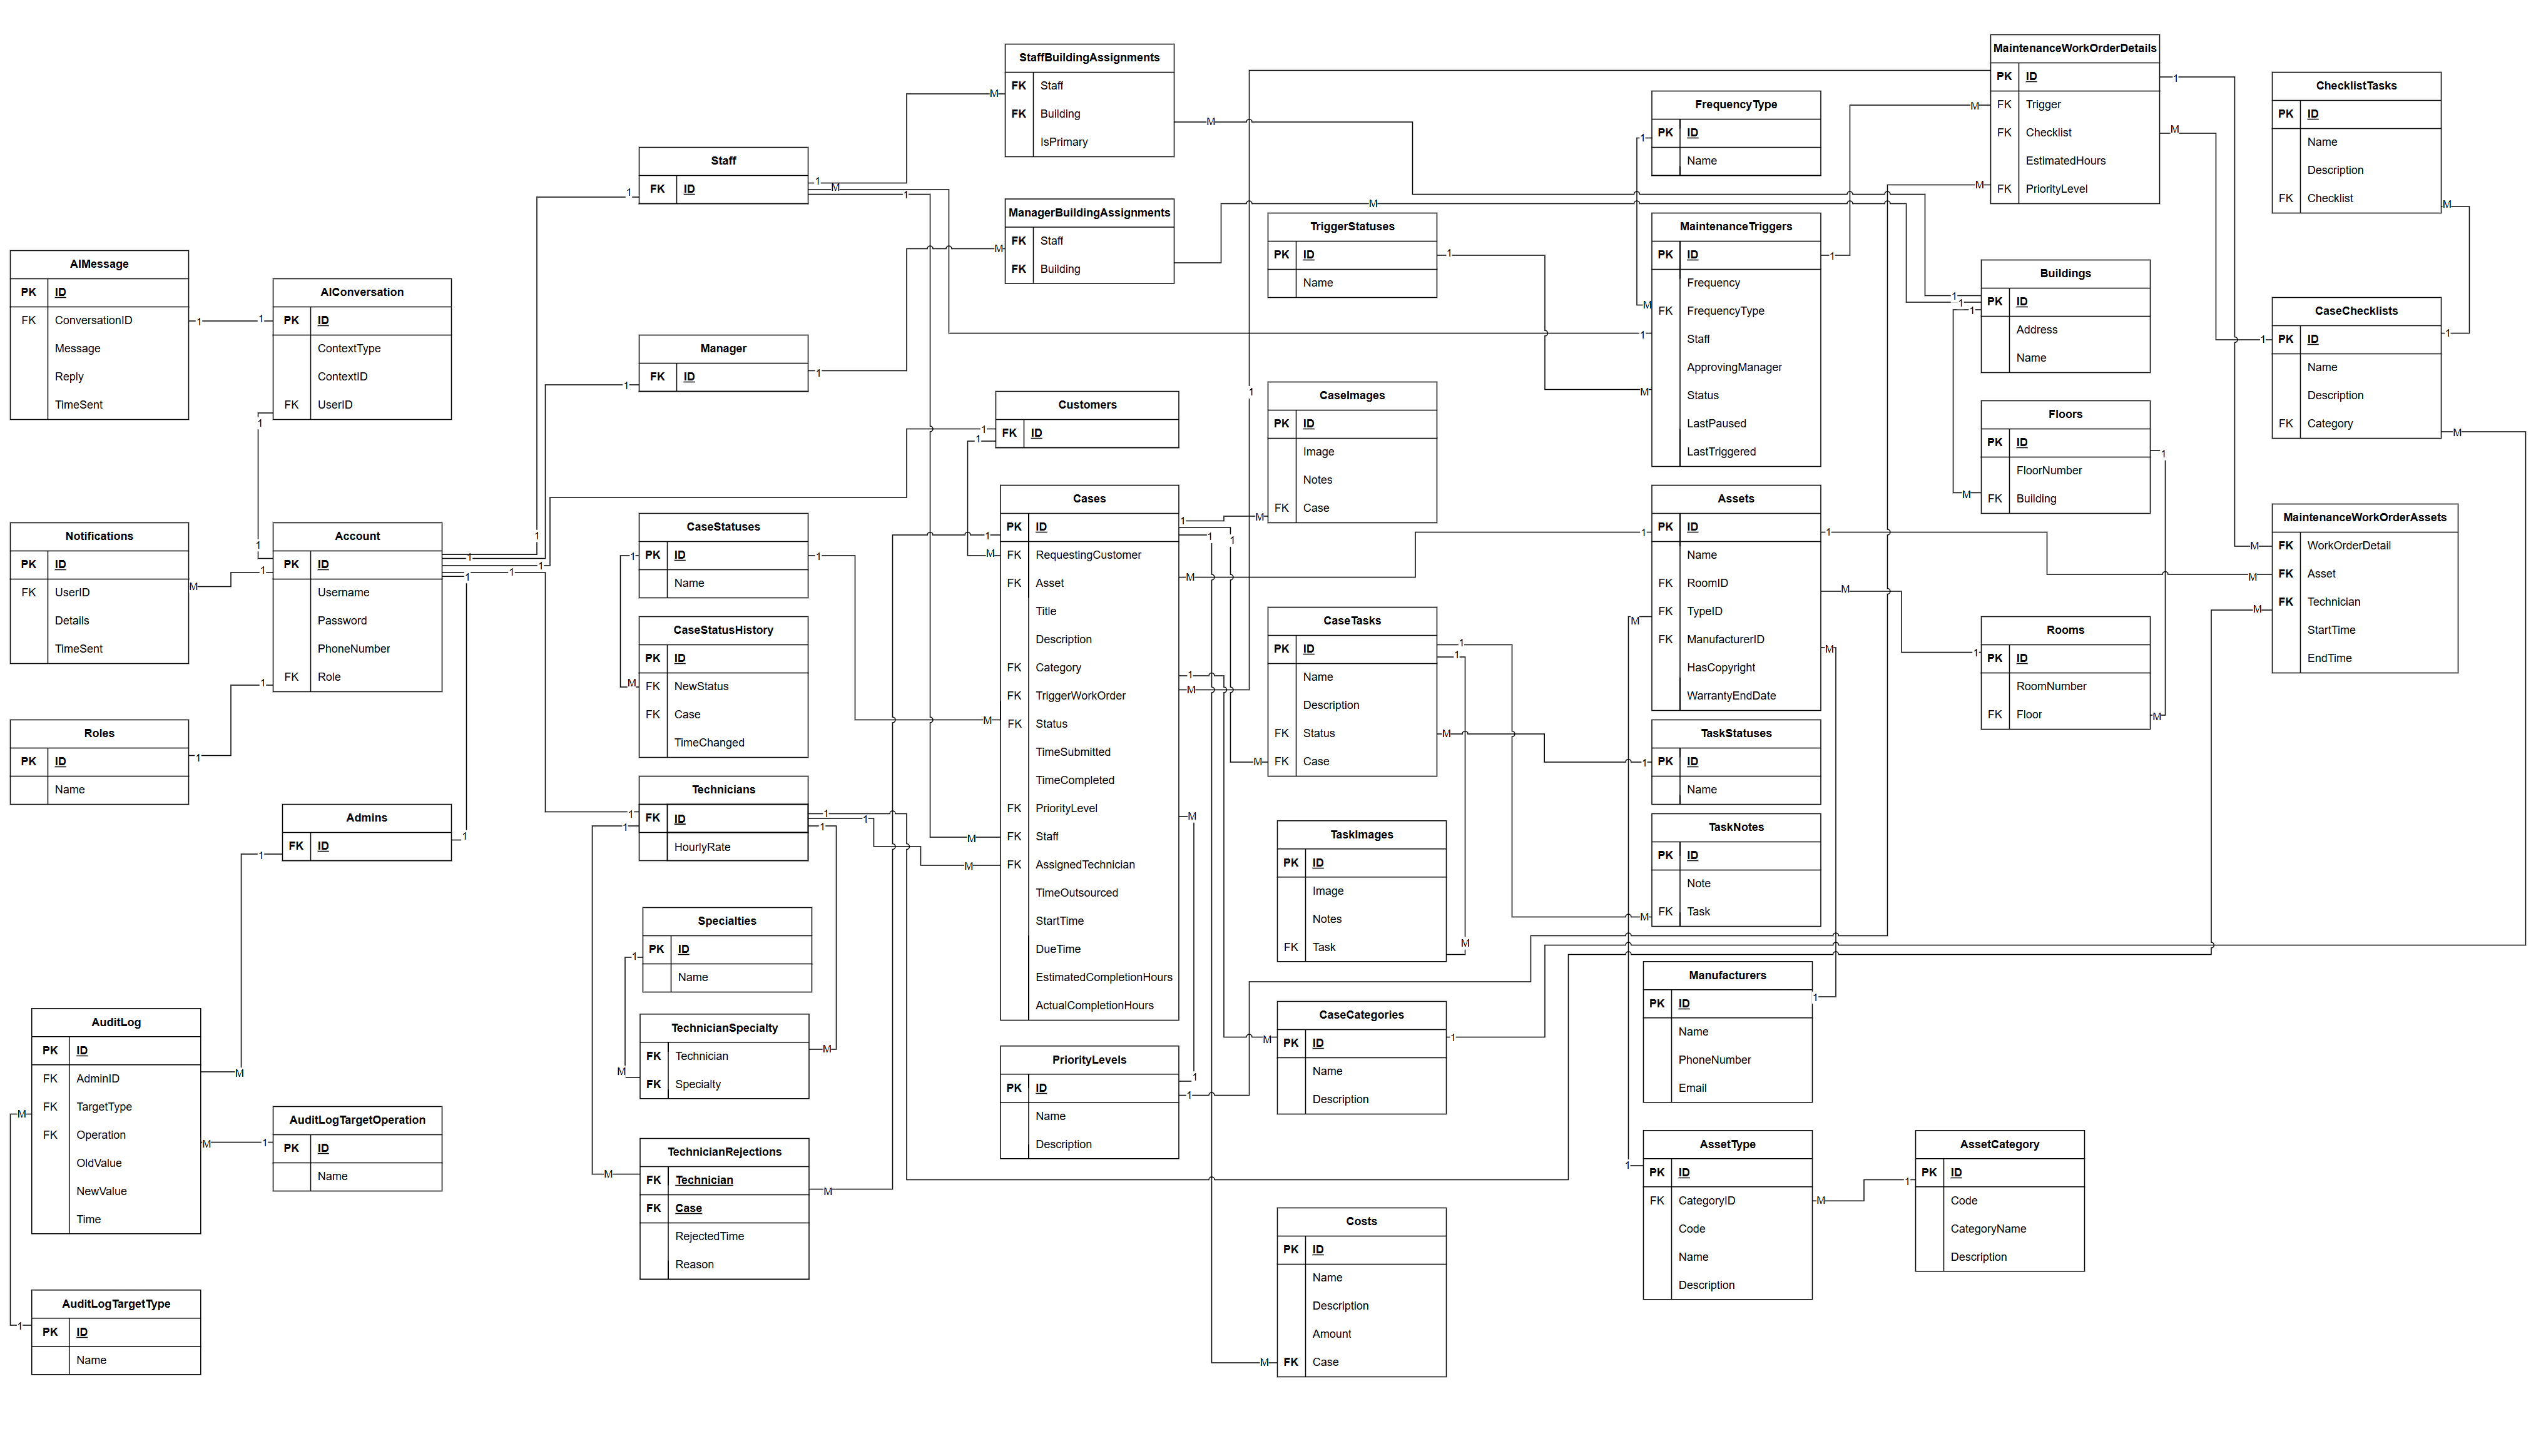 StaffBuildingAssignments
FK Staff
FK Building
IsPrimary
MaintenanceWorkOrderDetails
PK ID
FK Trigger
FK Checklist
EstimatedHours
FK PriorityLevel
ChecklistTasks
PK ID
Name
Description
FK Checklist
FrequencyType
PK ID
Name
Staff
FK ID
ManagerBuildingAssignments
FK Staff
FK Building
TriggerStatuses
PK ID
Name
MaintenanceTriggers
PK ID
Frequency
FK FrequencyType
Staff
ApprovingManager
Status
LastPaused
LastTriggered
Buildings
PK ID
Address
Name
CaseChecklists
PK ID
Name
Description
FK Category
AIMessage
PK ID
FK ConversationID
Message
Reply
TimeSent
AIConversation
PK ID
ContextType
ContextID
FK UserID
Manager
FK ID
Customers
FK ID
CaseImages
PK ID
Image
Notes
FK Case
Floors
PK ID
FloorNumber
FK Building
Notifications
PK ID
FK UserID
Details
TimeSent
Account
PK ID
Username
Password
PhoneNumber
FK Role
CaseStatuses
PK ID
Name
CaseStatusHistory
PK ID
FK NewStatus
FK Case
TimeChanged
Cases
PK ID
FK RequestingCustomer
FK Asset
Title
Description
FK Category
FK TriggerWorkOrder
FK Status
TimeSubmitted
TimeCompleted
FK PriorityLevel
FK Staff
FK AssignedTechnician
TimeOutsourced
StartTime
DueTime
EstimatedCompletionHours
ActualCompletionHours
CaseTasks
PK ID
Name
Description
FK Status
FK Case
Assets
PK ID
Name
FK RoomID
FK TypeID
FK ManufacturerID
HasCopyright
WarrantyEndDate
Rooms
PK ID
RoomNumber
FK Floor
MaintenanceWorkOrderAssets
FK WorkOrderDetail
FK Asset
FK Technician
StartTime
EndTime
Roles
PK ID
Name
Admins
FK ID
Technicians
FK ID
HourlyRate
TaskStatuses
PK ID
Name
TaskNotes
PK ID
Note
FK Task
TaskImages
PK ID
Image
Notes
FK Task
Specialties
PK ID
Name
TechnicianSpecialty
FK Technician
FK Specialty
PriorityLevels
PK ID
Name
Description
CaseCategories
PK ID
Name
Description
Manufacturers
PK ID
Name
PhoneNumber
Email
AuditLog
PK ID
FK AdminID
FK TargetType
FK Operation
OldValue
NewValue
Time
AuditLogTargetOperation
PK ID
Name
TechnicianRejections
FK Technician
FK Case
RejectedTime
Reason
AssetType
PK ID
FK CategoryID
Code
Name
Description
AssetCategory
PK ID
Code
CategoryName
Description
Costs
PK ID
Name
Description
Amount
FK Case
AuditLogTargetType
PK ID
Name